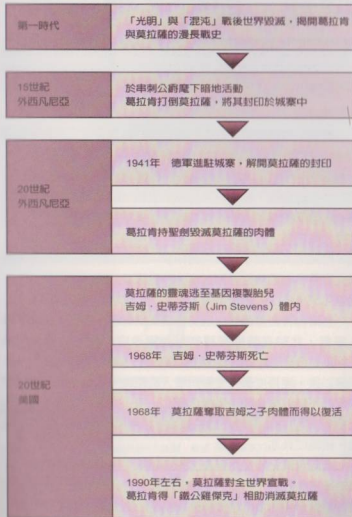 第一時代
「光明」與「混沌」戰後世界毀滅，揭開葛拉肯
與莫拉薩的漫長戰史
15世紀
外西凡尼亞
於串刺公爵麾下暗地活動
葛拉肯打倒莫拉薩，將其封印於城寨中
20世紀
外西凡尼亞
1941年　德軍進駐城寨，解開莫拉薩的封印
葛拉肯持聖劍毀滅莫拉薩的肉體
20世紀
美國
莫拉薩的靈魂逃至基因複製胎兒
吉姆・史蒂芬斯（Jim Stevens）體內
1968年　吉姆・史蒂芬斯死亡
1968年　莫拉薩奪取吉姆之子肉體而得以復活
1990年左右，莫拉薩對全世界宣戰。
葛拉肯得「鐵公雞傑克」相助消滅莫拉薩